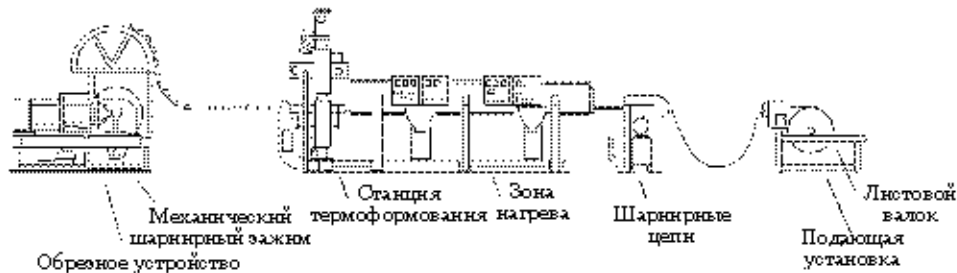 Станция
термоформования
Зона
нагрева
Шарнирные
цепи
Листовой
валок
Подающая
установка
Механический
шарнирный зажим
Обрезное устройство